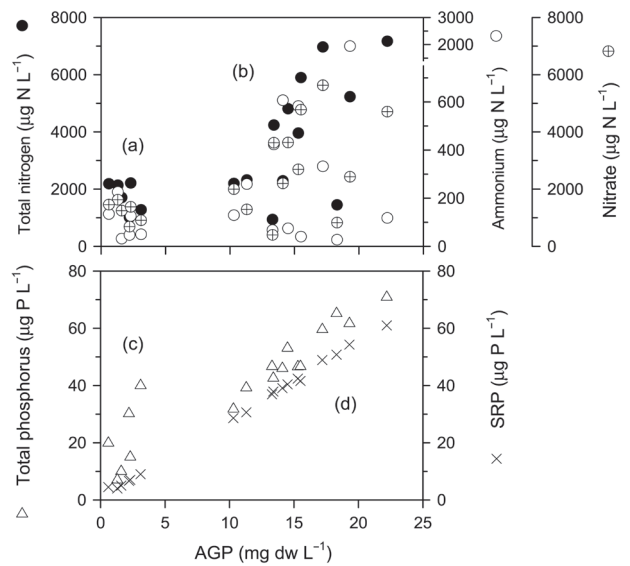 Total nitrogen (µg N L⁻¹)
8000
6000
4000
2000
0
(a)
(b)
3000
2000
600
400
200
0
Ammonium (µg N L⁻¹)
8000
6000
4000
2000
0
Nitrate (µg N L⁻¹)
Total phosphorus (µg P L⁻¹)
80
60
40
20
0
(c)
(d)
80
60
40
20
0
SRP (µg P L⁻¹)
0 5 10 15 20 25
AGP (mg dw L⁻¹)